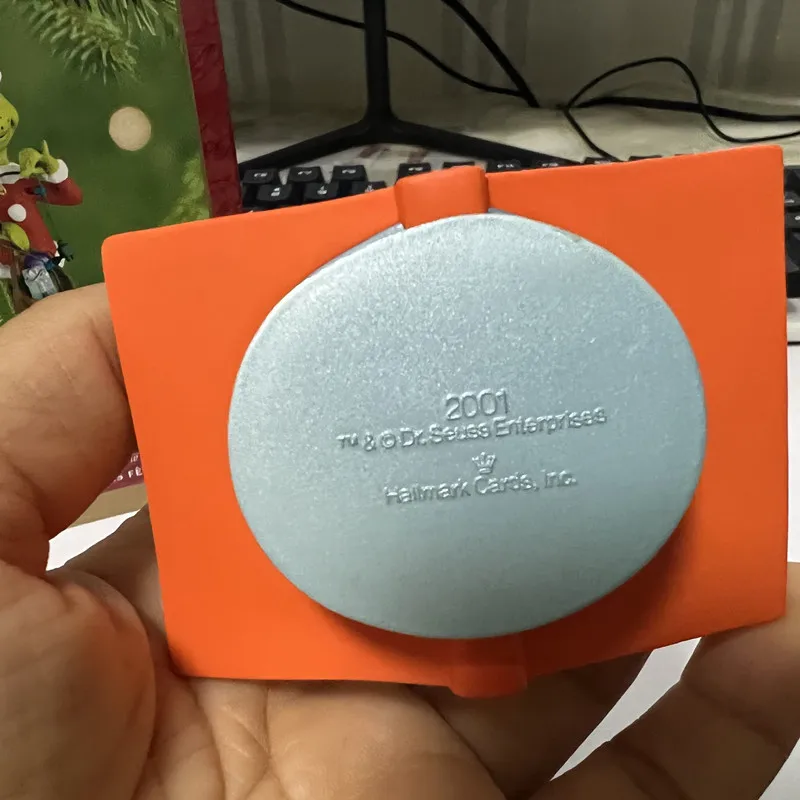 2001
™ & © Dr. Seuss Enterprises
Hallmark Cards, Inc.